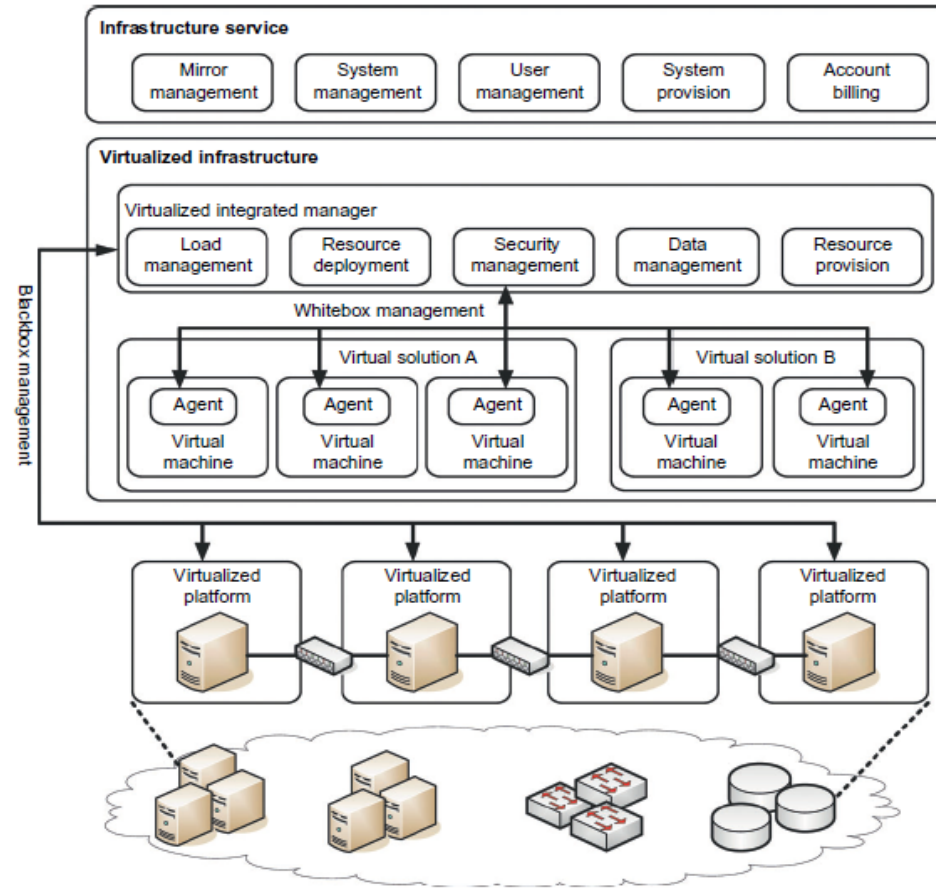 Infrastructure service
Mirror
management
System
management
User
management
System
provision
Account
billing
Virtualized infrastructure
Virtualized integrated manager
Load
management
Resource
deployment
Security
management
Data
management
Resource
provision
Blackbox management
Whitebox management
Virtual solution A
Agent
Virtual
machine
Agent
Virtual
machine
Agent
Virtual
machine
Virtual solution B
Agent
Virtual
machine
Agent
Virtual
machine
Virtualized
platform
Virtualized
platform
Virtualized
platform
Virtualized
platform